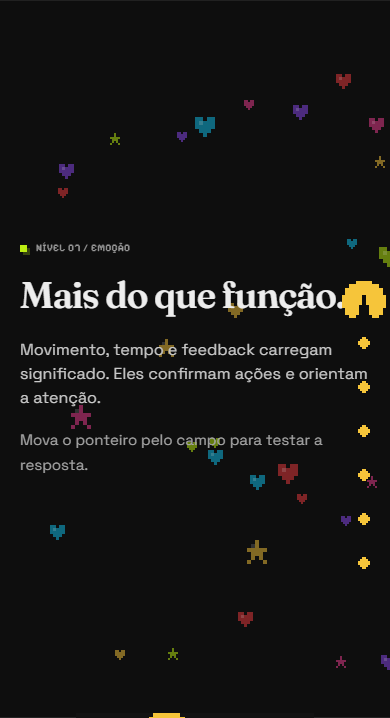 NÍVEL 07 / EMOÇÃO
Mais do que função.
Movimento, tempo e feedback carregam
significado. Eles confirmam ações e orientam
a atenção.
Mova o ponteiro pelo campo para testar a
resposta.